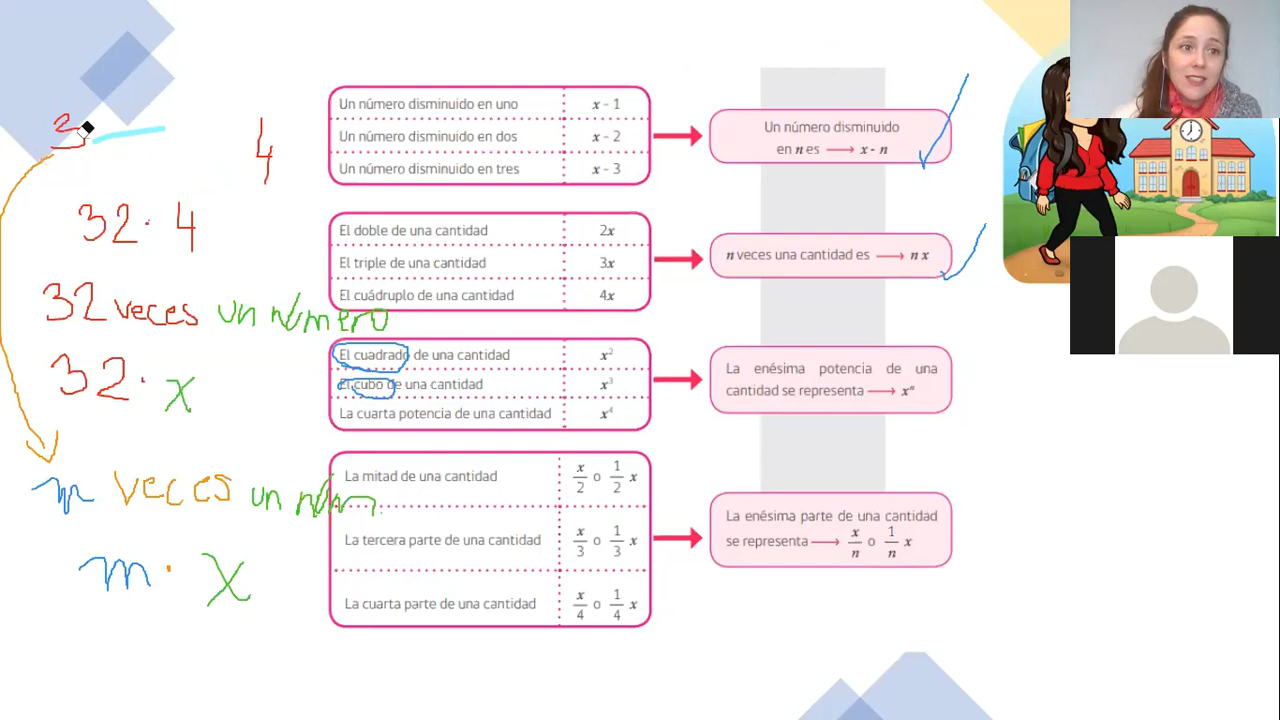 4
32 · 4
32 veces un número
32 · x
n veces un núm
m · x
Un número disminuido en uno x - 1
Un número disminuido en dos x - 2
Un número disminuido en tres x - 3
Un número disminuido
en n es ⟶ x - n
El doble de una cantidad 2x
El triple de una cantidad 3x
El cuádruplo de una cantidad 4x
n veces una cantidad es ⟶ n x
El cuadrado de una cantidad x²
El cubo de una cantidad x³
La cuarta potencia de una cantidad x⁴
La enésima potencia de una
cantidad se representa ⟶ xⁿ
La mitad de una cantidad x/2 o 1/2 x
La tercera parte de una cantidad x/3 o 1/3 x
La cuarta parte de una cantidad x/4 o 1/4 x
La enésima parte de una cantidad
se representa ⟶ x/n o 1/n x